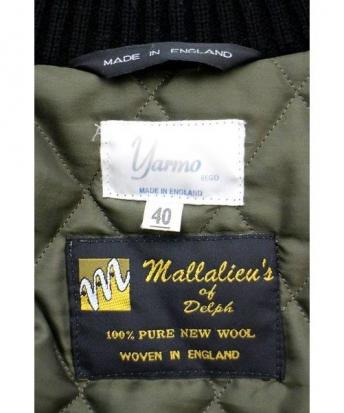 MADE IN ENGLAND
Yarmo
REGD
MADE IN ENGLAND
40
M
Mallalieu's
of
Delph
100% PURE NEW WOOL
WOVEN IN ENGLAND